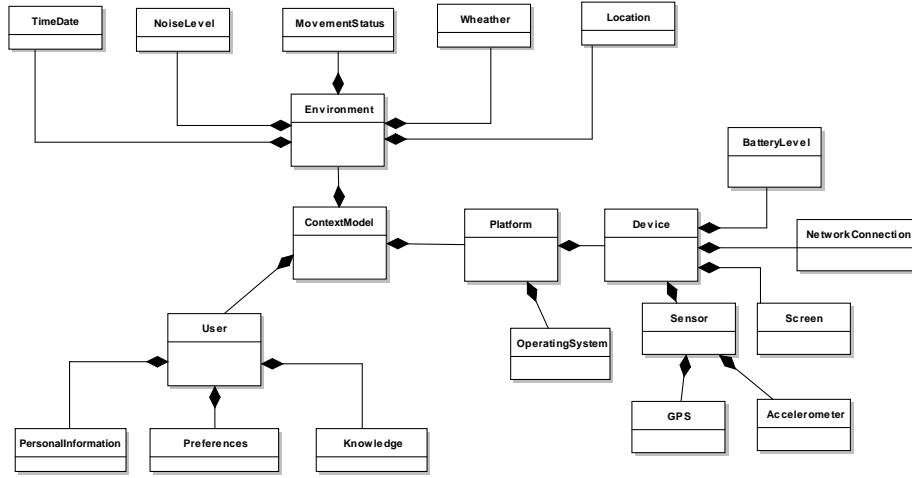 TimeDate
NoiseLevel
MovementStatus
Wheather
Location
Environment
BatteryLevel
ContextModel
Platform
Device
NetworkConnection
User
Sensor
Screen
OperatingSystem
PersonalInformation
Preferences
Knowledge
GPS
Accelerometer